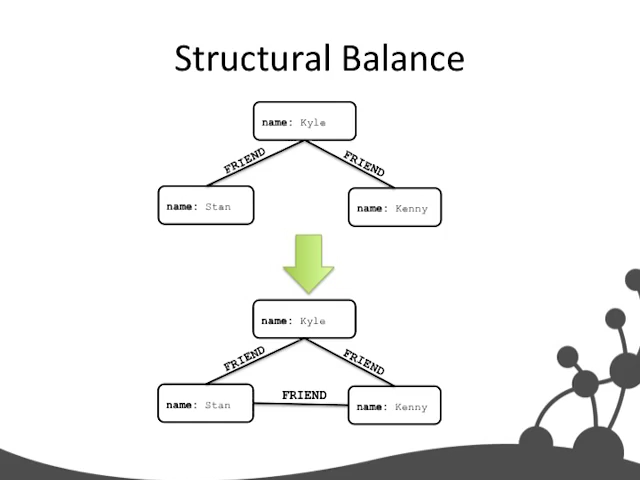 Structural Balance
name: Kyle
FRIEND
FRIEND
name: Stan
name: Kenny
name: Kyle
FRIEND
FRIEND
FRIEND
name: Stan
name: Kenny